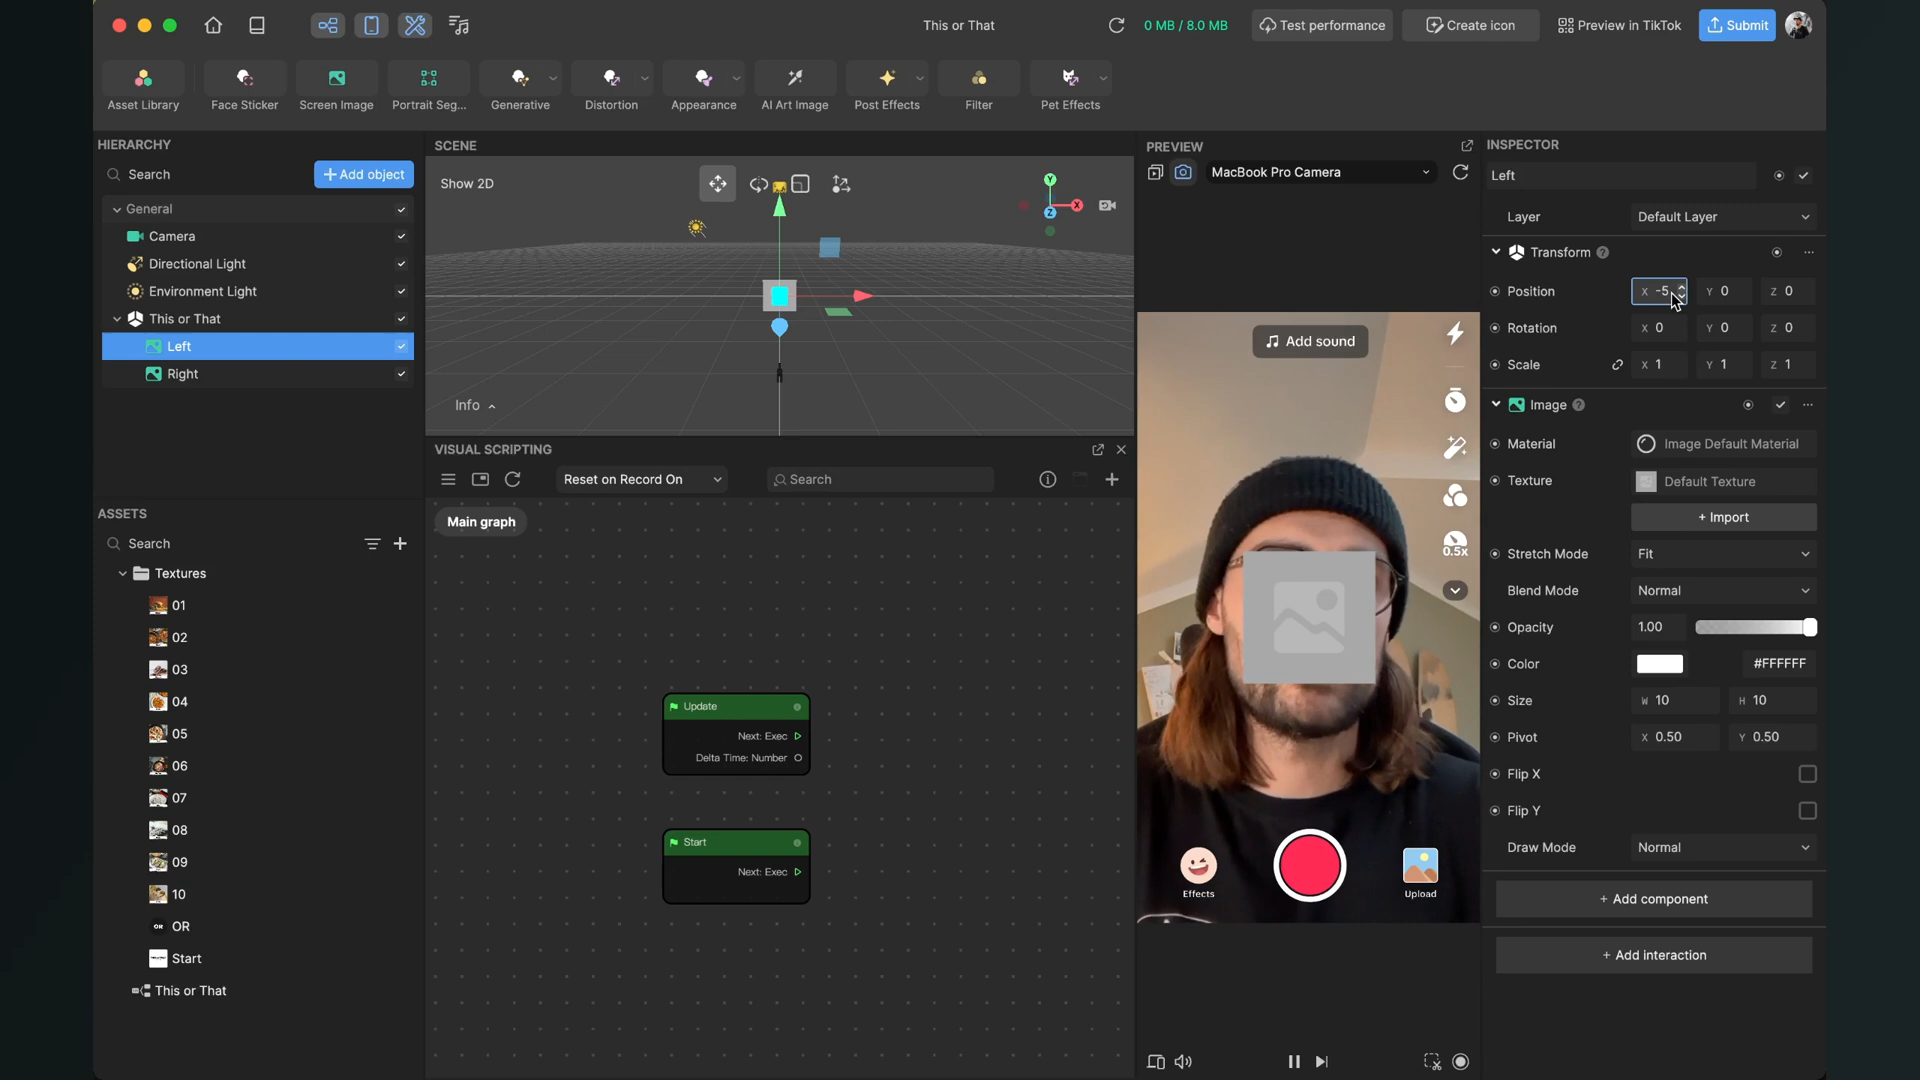 This or That
0 MB / 8.0 MB
Test performance
Create icon
Preview in TikTok
Submit
Asset Library
Face Sticker
Screen Image
Portrait Seg...
Generative
Distortion
Appearance
AI Art Image
Post Effects
Filter
Pet Effects
HIERARCHY
Search
+ Add object
General
Camera
Directional Light
Environment Light
This or That
Left
Right
ASSETS
Search
Textures
01
02
03
04
05
06
07
08
09
10
OR
OR
Start
This or That
SCENE
Show 2D
Y
X
Z
Info
VISUAL SCRIPTING
Reset on Record On
Search
Main graph
Update
Next: Exec
Delta Time: Number
Start
Next: Exec
PREVIEW
MacBook Pro Camera
Add sound
0.5x
Effects
Upload
INSPECTOR
Left
Layer
Default Layer
Transform
Position X -5 Y 0 Z 0
Rotation X 0 Y 0 Z 0
Scale X 1 Y 1 Z 1
Image
Material Image Default Material
Texture Default Texture
+ Import
Stretch Mode Fit
Blend Mode Normal
Opacity 1.00
Color #FFFFFF
Size W 10 H 10
Pivot X 0.50 Y 0.50
Flip X
Flip Y
Draw Mode Normal
+ Add component
+ Add interaction